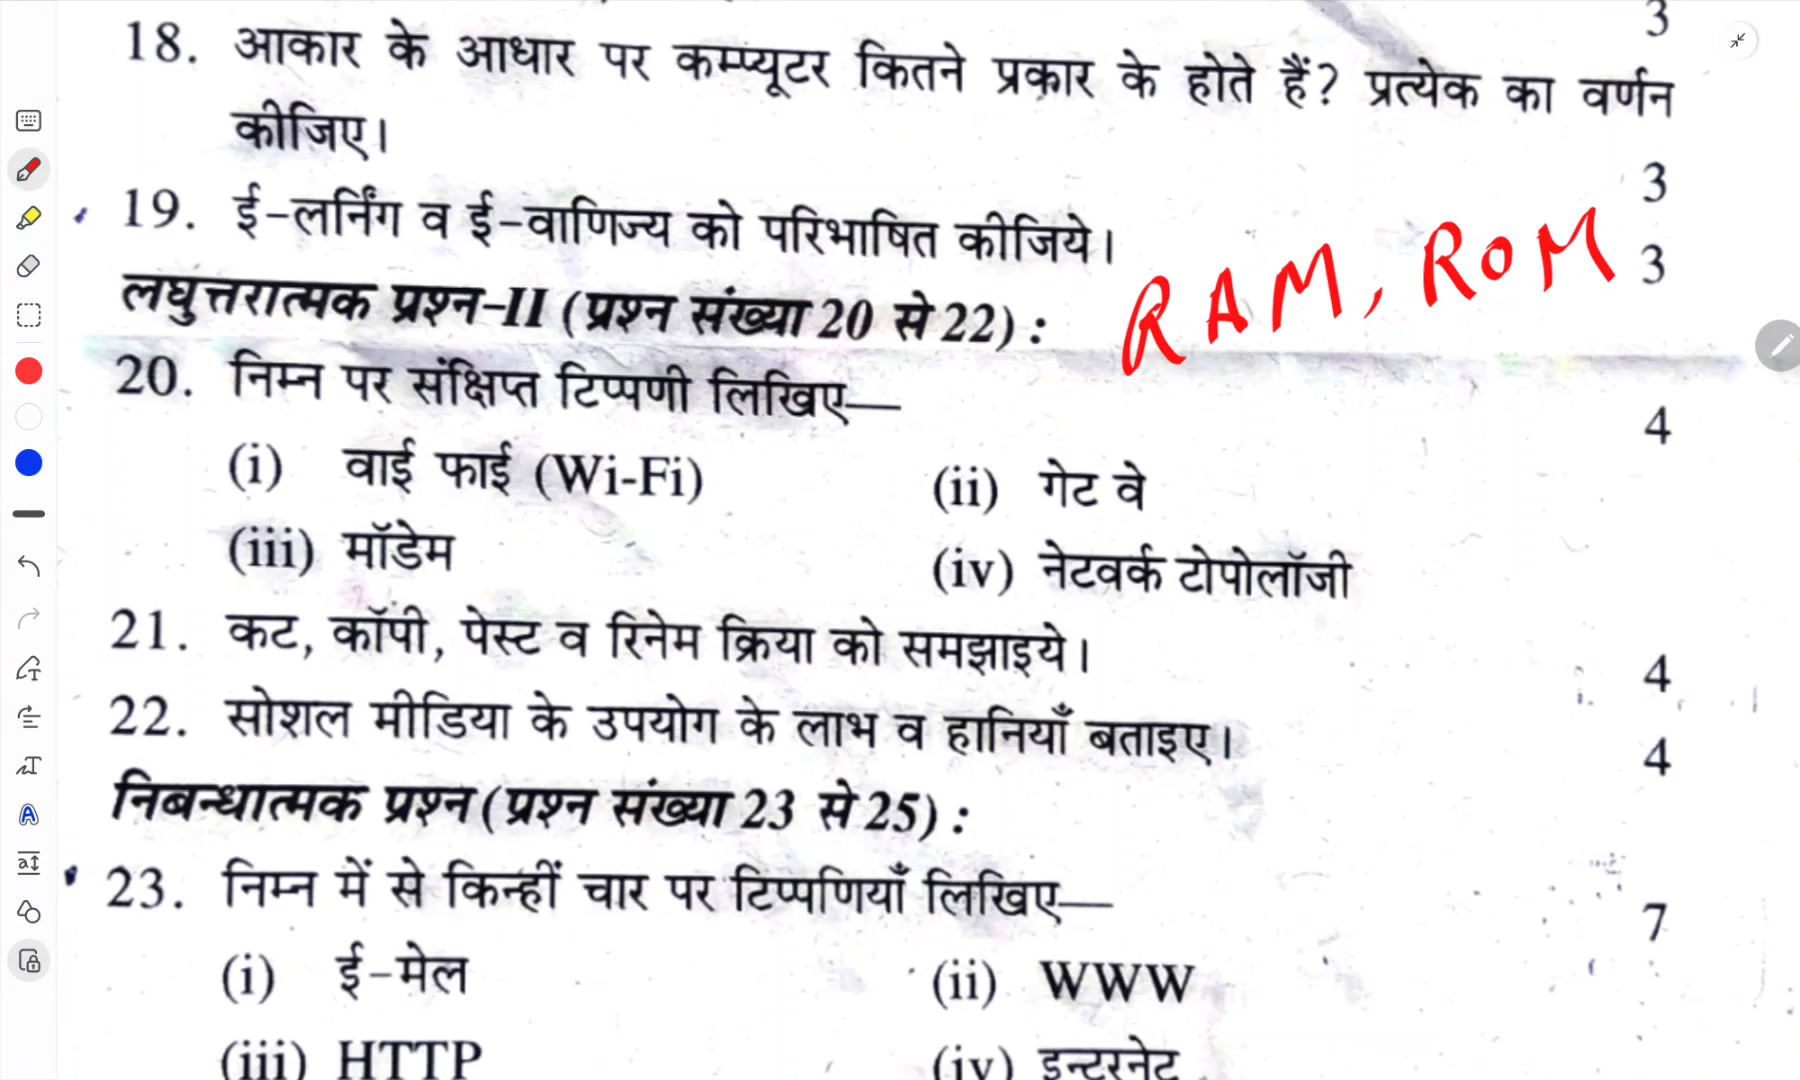 3
18. आकार के आधार पर कम्प्यूटर कितने प्रकार के होते हैं? प्रत्येक का वर्णन
कीजिए।
3
19. ई-लर्निंग व ई-वाणिज्य को परिभाषित कीजिये।
3
RAM, ROM
लघुत्तरात्मक प्रश्न-II (प्रश्न संख्या 20 से 22) :
20. निम्न पर संक्षिप्त टिप्पणी लिखिए—
4
(i) वाई फाई (Wi-Fi) (ii) गेट वे
(iii) मॉडेम (iv) नेटवर्क टोपोलॉजी
21. कट, कॉपी, पेस्ट व रिनेम क्रिया को समझाइये।
4
22. सोशल मीडिया के उपयोग के लाभ व हानियाँ बताइए।
4
निबन्धात्मक प्रश्न (प्रश्न संख्या 23 से 25) :
23. निम्न में से किन्हीं चार पर टिप्पणियाँ लिखिए—
7
(i) ई-मेल (ii) WWW
(iii) HTTP (iv) इन्टरनेट